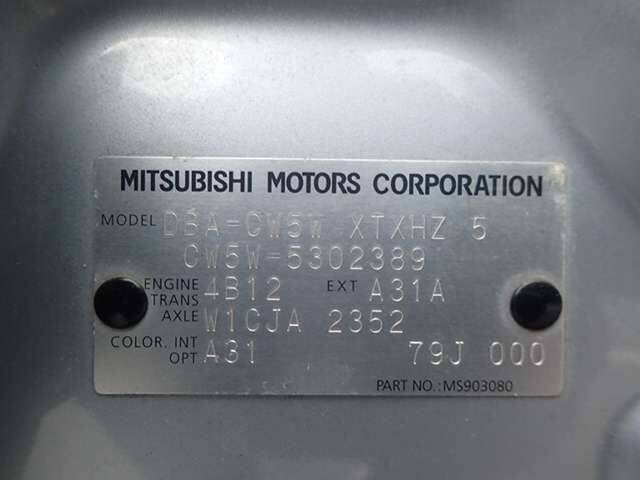 MITSUBISHI MOTORS CORPORATION
MODEL DBA-CW5W XTXHZ 5
CW5W-5302389
ENGINE 4B12 EXT A31A
TRANS
AXLE W1CJA 2352
COLOR. INT A31 79J 000
OPT
PART NO.:MS903080